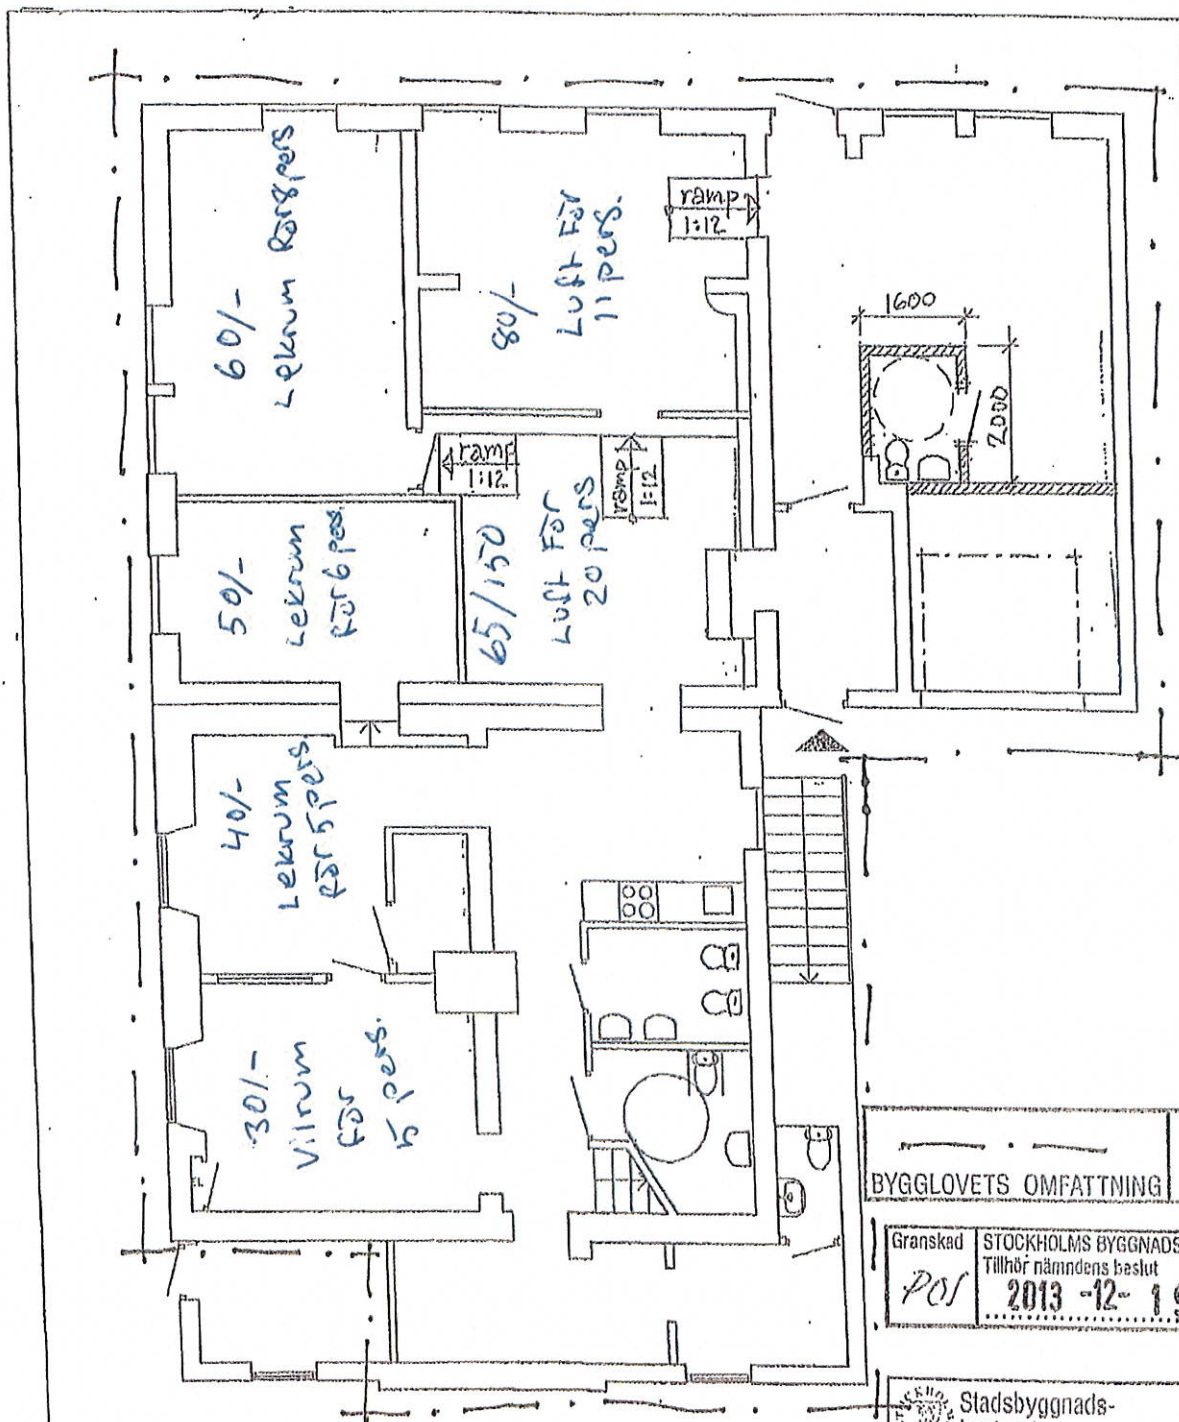 60/-
Lekrum För 8 pers
80/-
Luft För
11 pers.
ramp
1:12
1600
2000
ramp
1:12
ramp
1:12
50/-
Lekrum
För 6 pers.
65/150
Luft För
20 pers
40/-
Lekrum
För 5 pers
30/-
Vilrum
För
15 pers.
BYGGLOVETS OMFATTNING
Granskad
POS
STOCKHOLMS BYGGNADS
Tillhör nämndens beslut
2013 -12- 19
Stadsbyggnads-